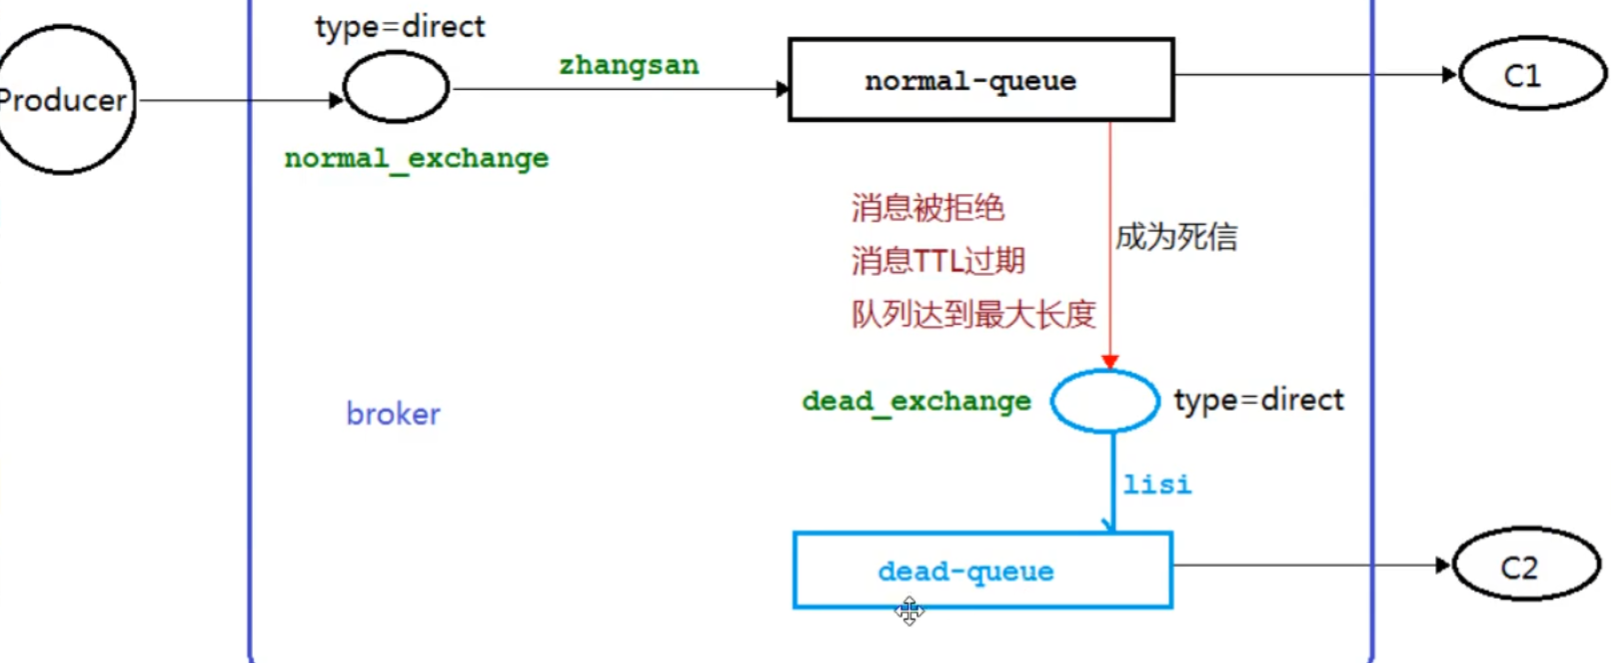 type=direct
zhangsan
normal-queue
C1
Producer
normal_exchange
消息被拒绝
成为死信
消息TTL过期
队列达到最大长度
dead_exchange
type=direct
broker
lisi
dead-queue
C2